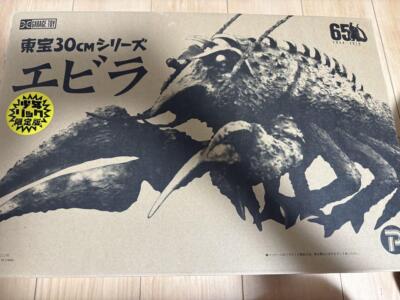 GARAGE TOY
東宝30CMシリーズ
エビラ
少年
リック
限定版
65th